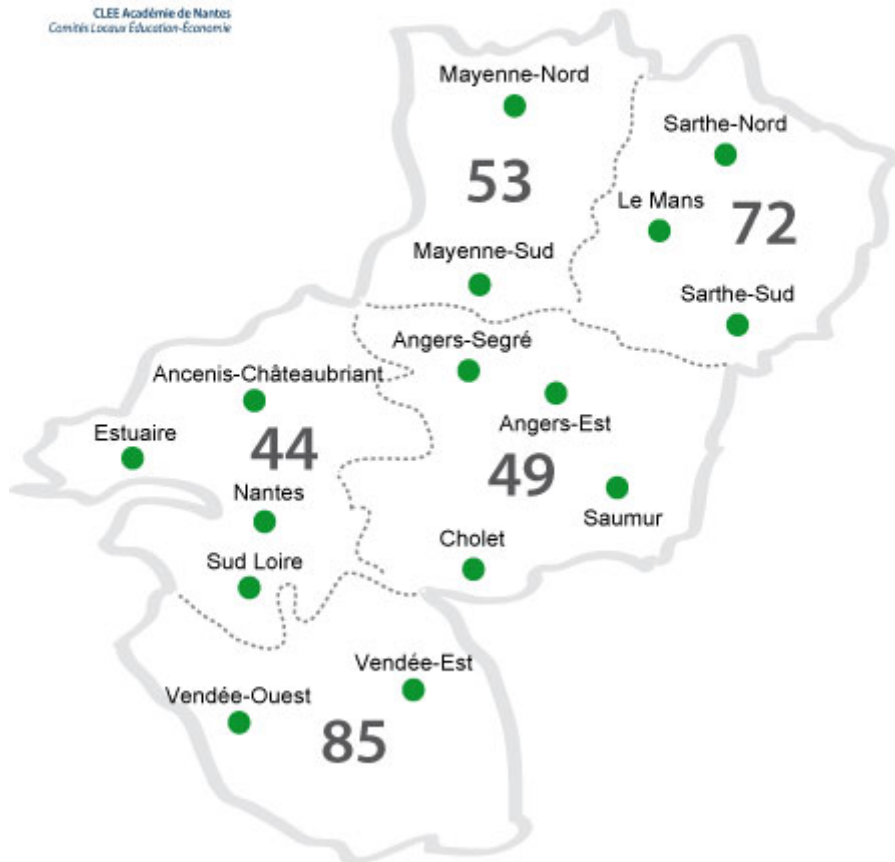 CLEE Académie de Nantes
Comités Locaux Éducation-Économie
Mayenne-Nord
Sarthe-Nord
53
Le Mans
72
Mayenne-Sud
Sarthe-Sud
Angers-Segré
Ancenis-Châteaubriant
Angers-Est
Estuaire
44
49
Nantes
Saumur
Cholet
Sud Loire
Vendée-Est
Vendée-Ouest
85